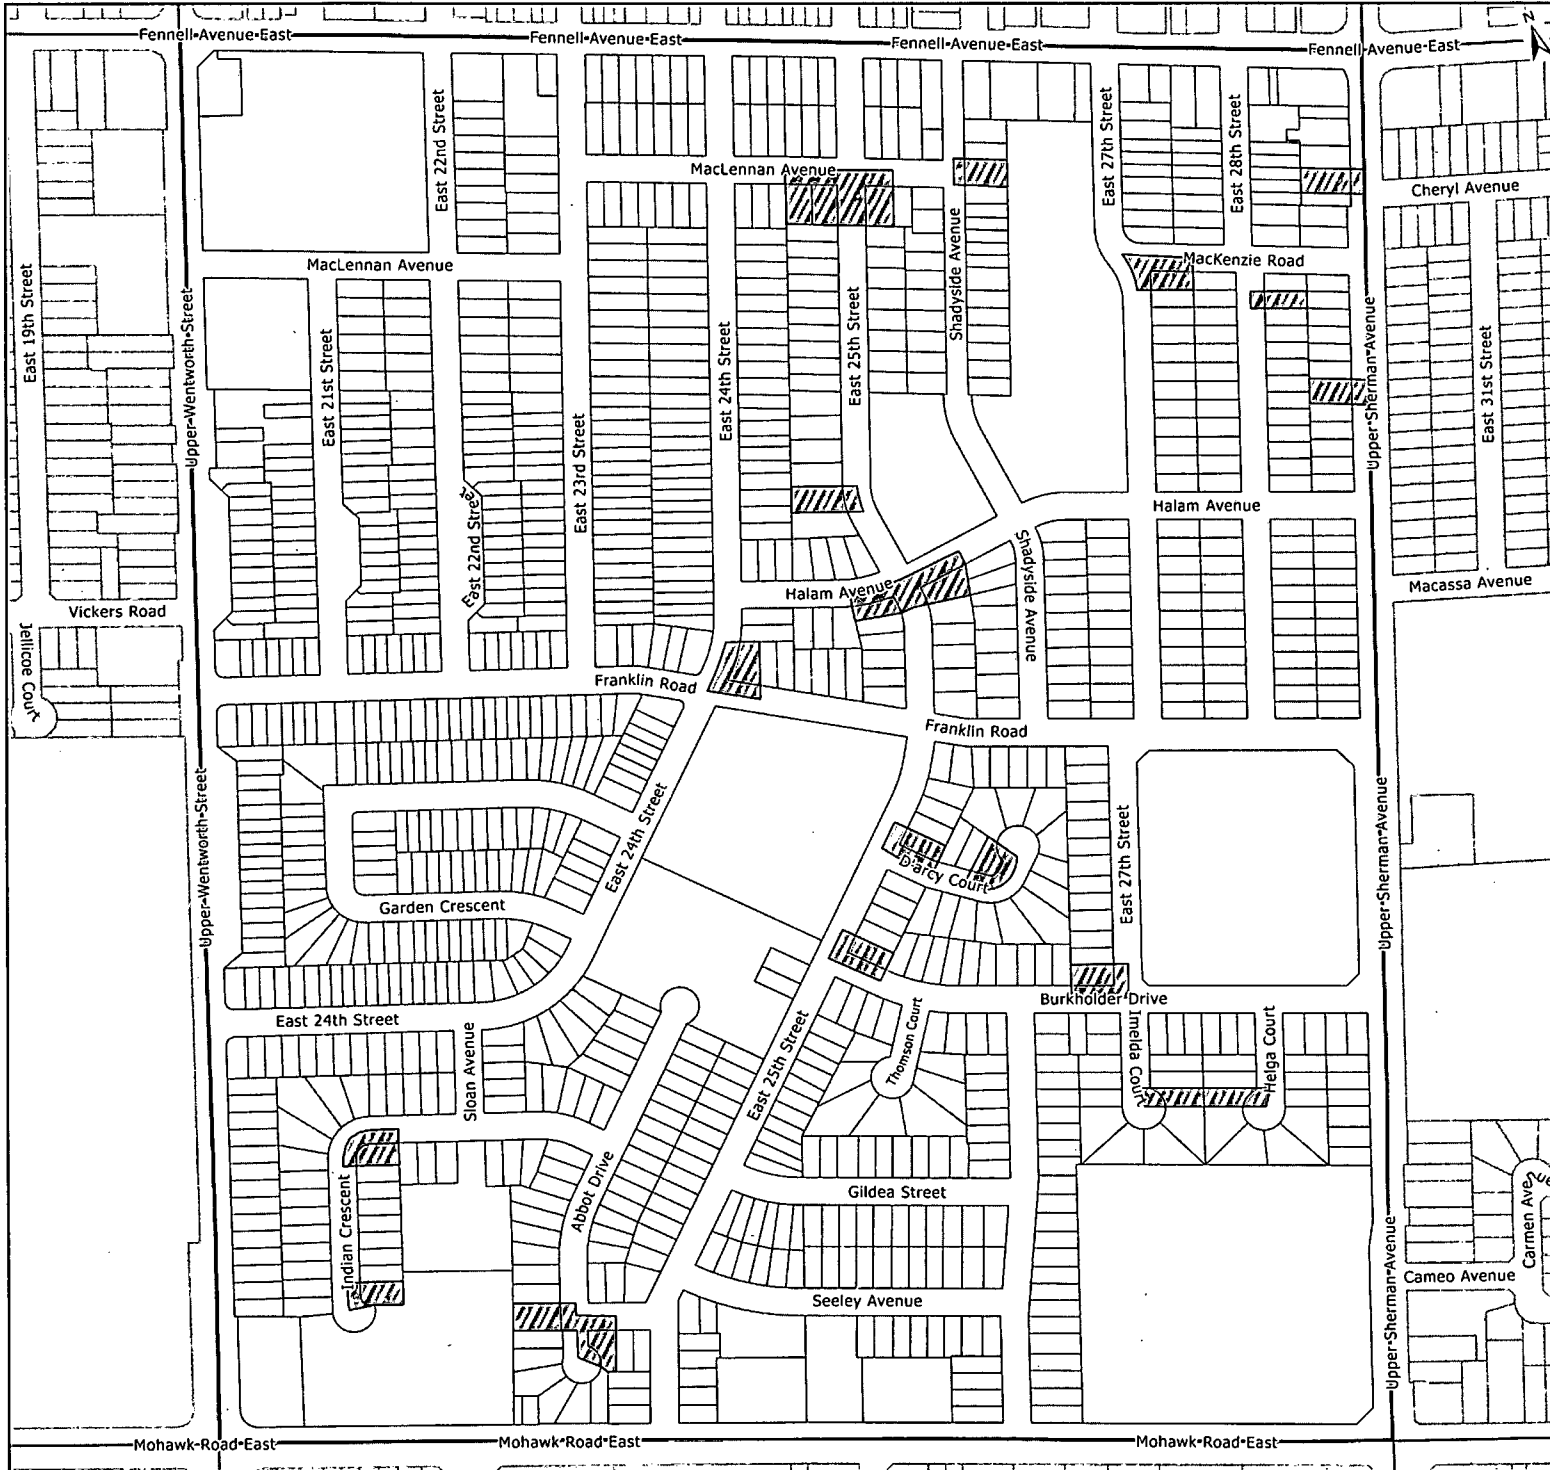 N
Fennell Avenue East
Fennell Avenue East
Fennell Avenue East
Fennell Avenue East
East 22nd Street
East 27th Street
East 28th Street
MacLennan Avenue
Cheryl Avenue
Shadyside Avenue
MacLennan Avenue
MacKenzie Road
East 19th Street
Upper Wentworth Street
East 21st Street
East 23rd Street
East 24th Street
East 25th Street
Upper Sherman Avenue
East 31st Street
East 22nd Street
Halam Avenue
Halam Avenue
Shadyside Avenue
Macassa Avenue
Vickers Road
Jelicoe Court
Franklin Road
Franklin Road
Upper Wentworth Street
East 24th Street
D'arcy Court
East 27th Street
Upper Sherman Avenue
Garden Crescent
Burkholder Drive
East 24th Street
Sloan Avenue
East 25th Street
Thomson Court
Imelda Court
Helga Court
Indian Crescent
Abbot Drive
Gildea Street
Carmen Ave
Cameo Avenue
Seeley Avenue
Upper Sherman Avenue
Mohawk Road East
Mohawk Road East
Mohawk Road East